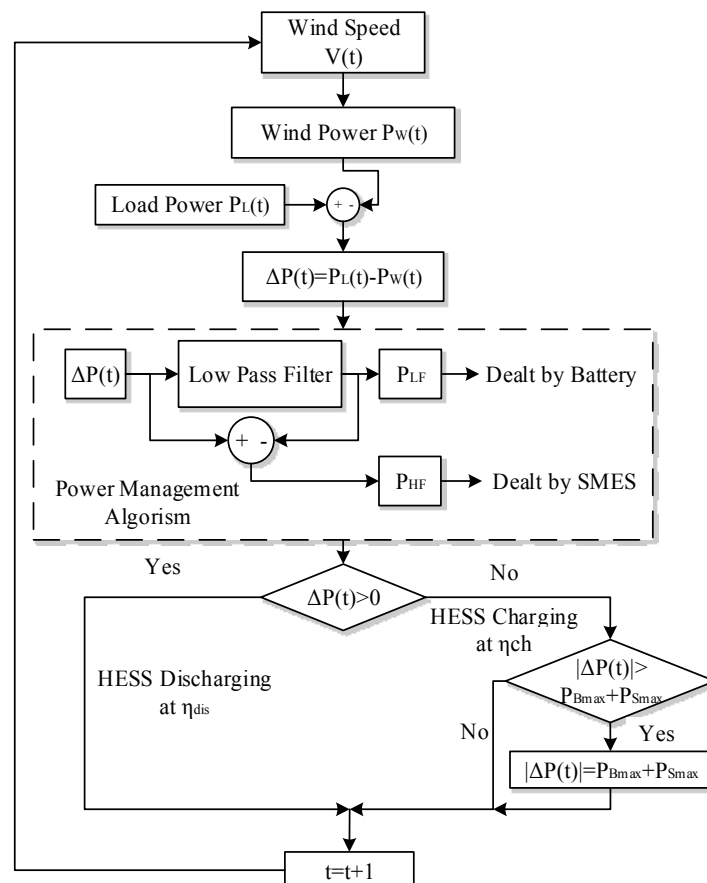 Wind Speed
V(t)
Wind Power PW(t)
Load Power PL(t)
+ -
ΔP(t)=PL(t)-PW(t)
ΔP(t)
Low Pass Filter
PLF
Dealt by Battery
+ -
PHF
Dealt by SMES
Power Management
Algorism
Yes
No
ΔP(t)>0
HESS Charging
at ηch
HESS Discharging
at ηdis
|ΔP(t)|>
PBmax+PSmax
No
Yes
|ΔP(t)|=PBmax+PSmax
t=t+1